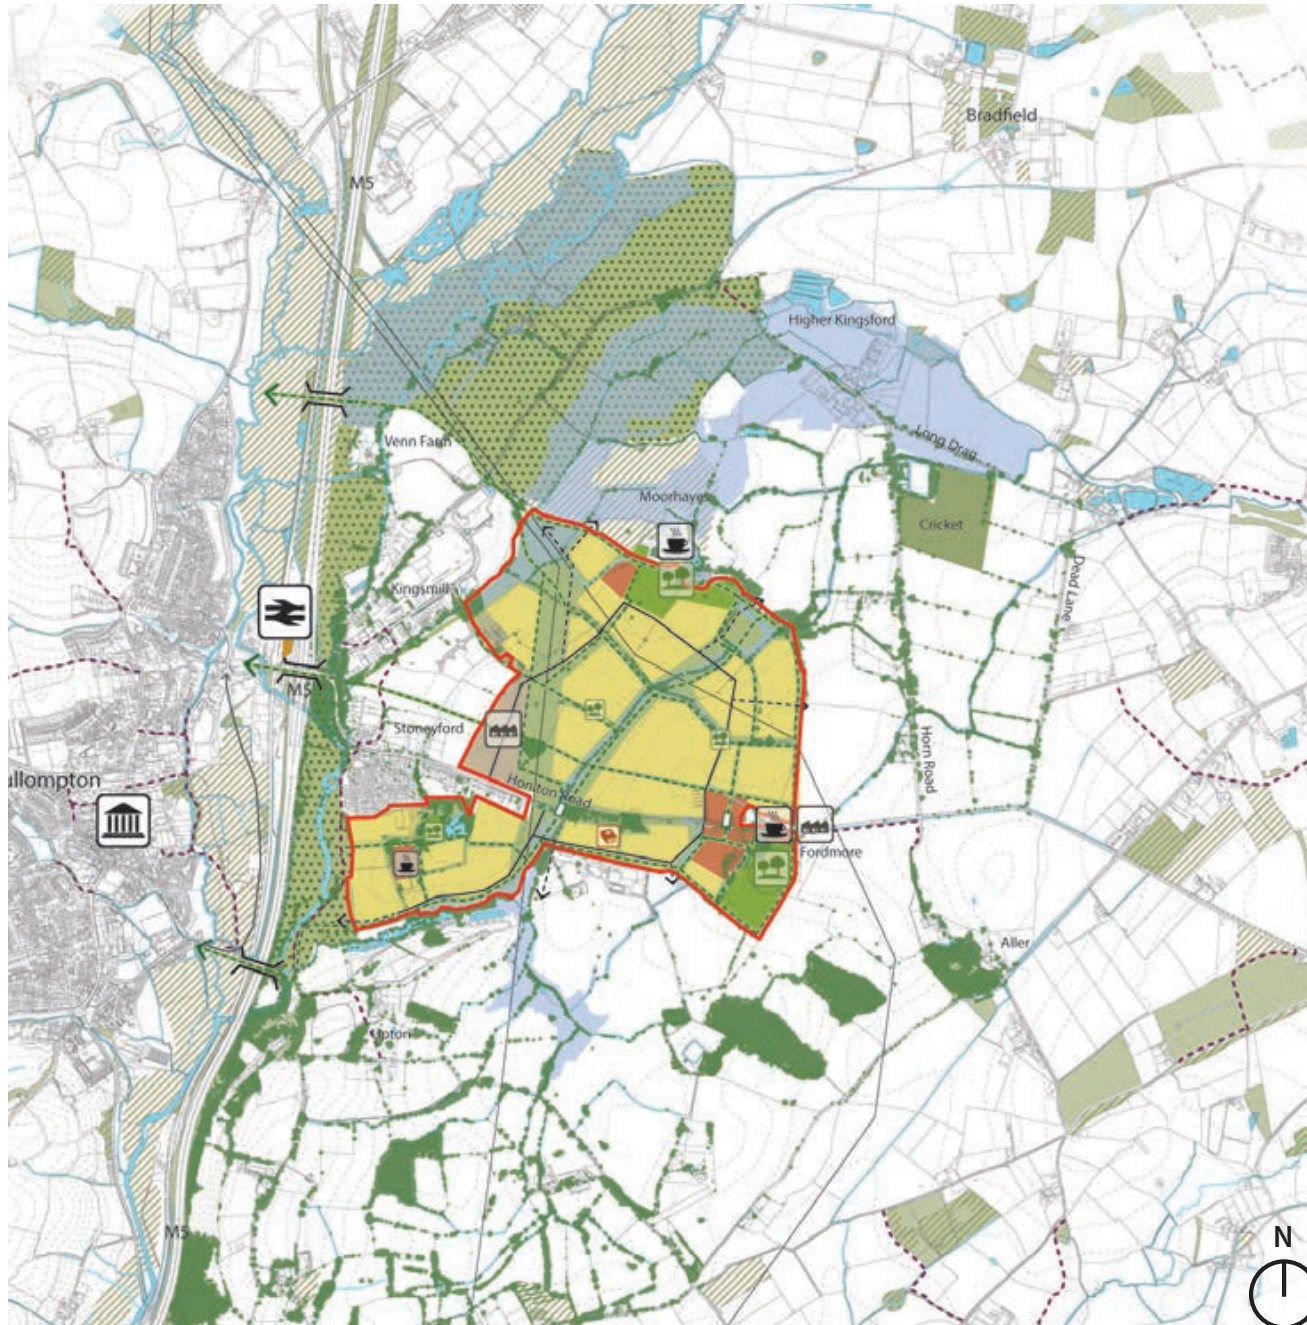 Bradfield
M5
Higher Kingsford
Venn Farm
Long Drag
Moorhayes
Cricket
Kingsmill
Dead Lane
M5
Stoneyford
Horn Road
ullompton
Honiton Road
Fordmore
Aller
Upton
M5
N